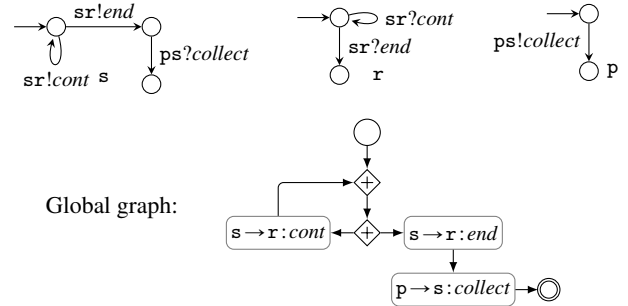 sr!end
sr?cont
ps!collect
sr?end
ps?collect
sr!cont s
r
p
+
Global graph:
s→r:cont
+
s→r:end
p→s:collect